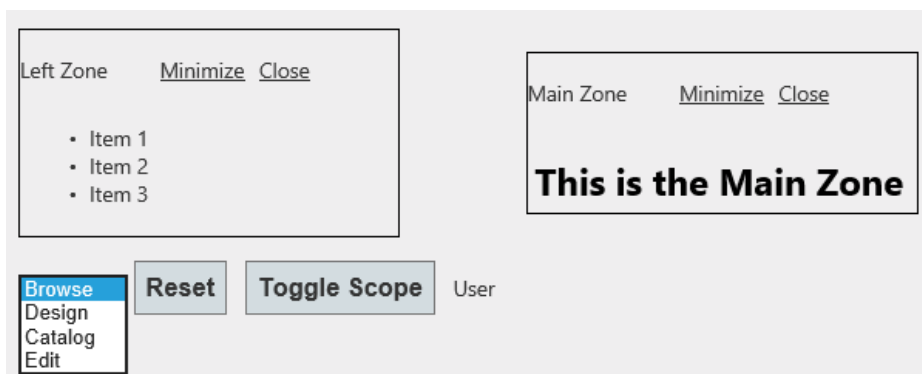 Left Zone Minimize Close
• Item 1
• Item 2
• Item 3
Main Zone Minimize Close
This is the Main Zone
Browse
Design
Catalog
Edit
Reset
Toggle Scope
User